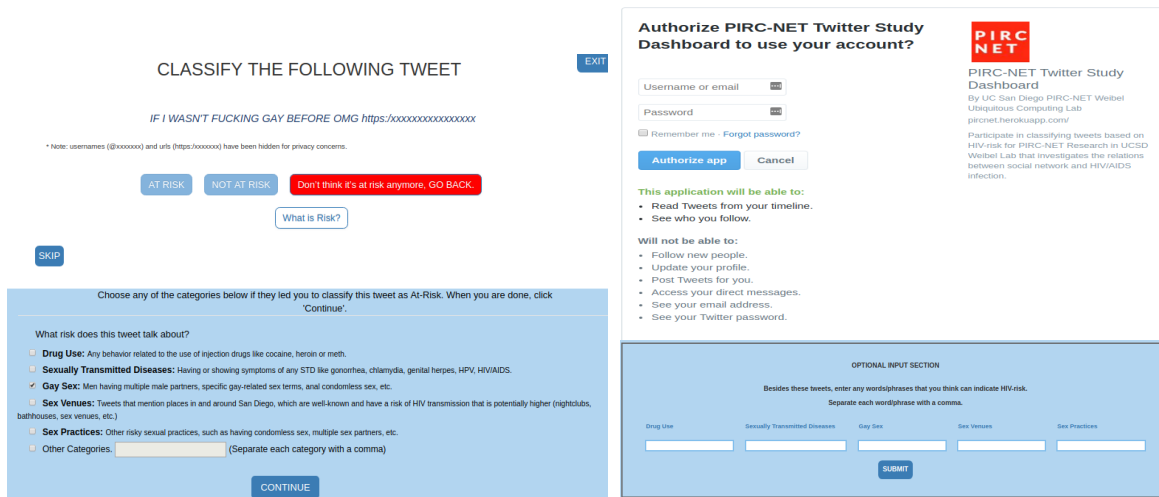 CLASSIFY THE FOLLOWING TWEET
EXIT
IF I WASN'T FUCKING GAY BEFORE OMG https:/xxxxxxxxxxxxxxxxx
* Note: usernames (@xxxxxxx) and urls (https:/xxxxxxx) have been hidden for privacy concerns.
AT RISK
NOT AT RISK
Don't think it's at risk anymore, GO BACK.
What is Risk?
SKIP
Choose any of the categories below if they led you to classify this tweet as At-Risk. When you are done, click
'Continue'.
What risk does this tweet talk about?
Drug Use: Any behavior related to the use of injection drugs like cocaine, heroin or meth.
Sexually Transmitted Diseases: Having or showing symptoms of any STD like gonorrhea, chlamydia, genital herpes, HPV, HIV/AIDS.
Gay Sex: Men having multiple male partners, specific gay-related sex terms, anal condomless sex, etc.
Sex Venues: Tweets that mention places in and around San Diego, which are well-known and have a risk of HIV transmission that is potentially higher (nightclubs,
bathhouses, sex venues, etc.)
Sex Practices: Other risky sexual practices, such as having condomless sex, multiple sex partners, etc.
Other Categories. (Separate each category with a comma)
CONTINUE
Authorize PIRC-NET Twitter Study
Dashboard to use your account?
Username or email
Password
Remember me · Forgot password?
Authorize app
Cancel
This application will be able to:
• Read Tweets from your timeline.
• See who you follow.
Will not be able to:
• Follow new people.
• Update your profile.
• Post Tweets for you.
• Access your direct messages.
• See your email address.
• See your Twitter password.
PIRC
NET
PIRC-NET Twitter Study
Dashboard
By UC San Diego PIRC-NET Weibel
Ubiquitous Computing Lab
pircnet.herokuapp.com/
Participate in classifying tweets based on
HIV-risk for PIRC-NET Research in UCSD
Weibel Lab that investigates the relations
between social network and HIV/AIDS
infection.
OPTIONAL INPUT SECTION
Besides these tweets, enter any words/phrases that you think can indicate HIV-risk.
Separate each word/phrase with a comma.
Drug Use
Sexually Transmitted Diseases
Gay Sex
Sex Venues
Sex Practices
SUBMIT